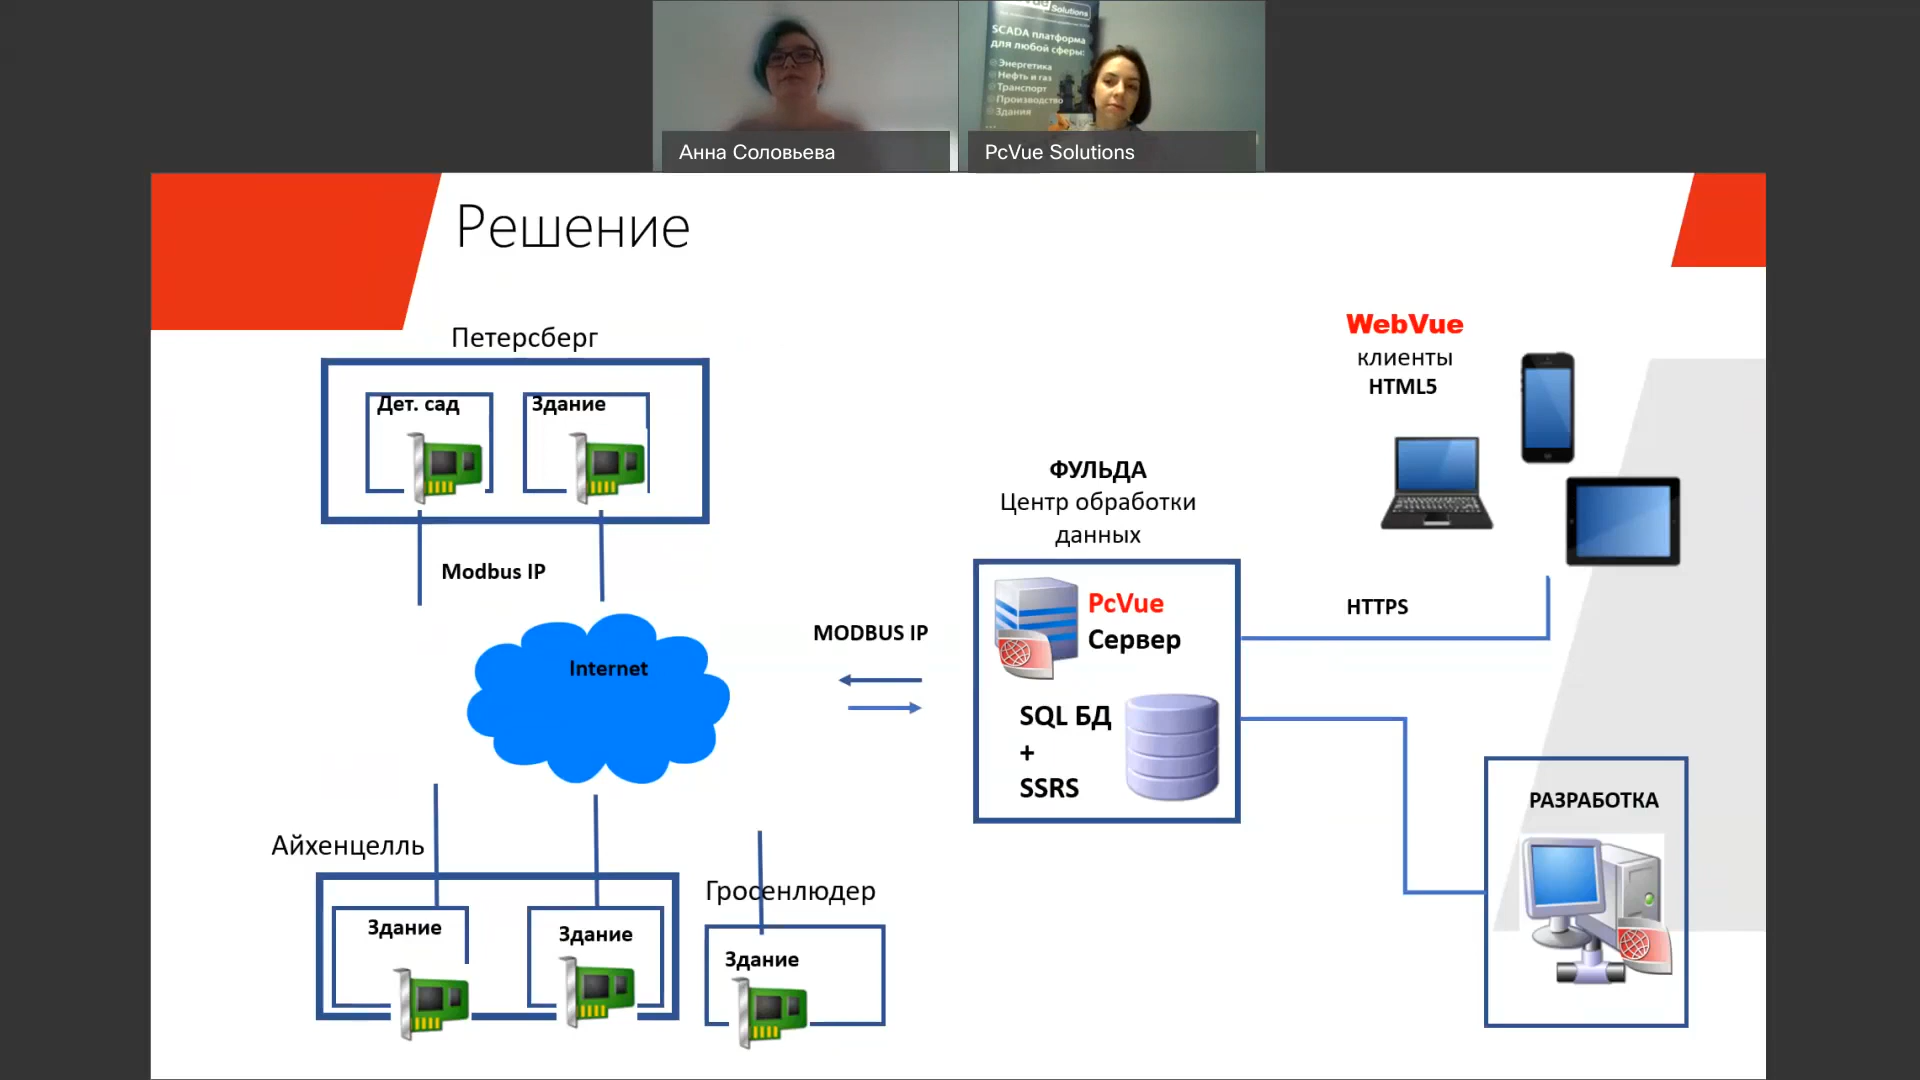 Solutions
SCADA платформа
для любой сферы:
Энергетика
Нефть и газ
Транспорт
Производство
Здания
...
Анна Соловьева
PcVue Solutions
Решение
Петерсберг
Дет. сад
Здание
Modbus IP
Internet
MODBUS IP
Айхенцелль
Здание
Здание
Гросенлюдер
Здание
ФУЛЬДА
Центр обработки
данных
PcVue
Сервер
SQL БД
+
SSRS
WebVue
клиенты
HTML5
HTTPS
РАЗРАБОТКА